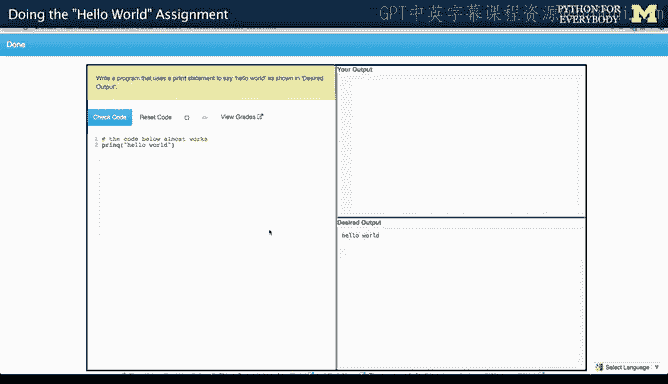 Doing the "Hello World" Assignment
GPT中英字幕课程资源
PYTHON FOR EVERYBODY
M
Done
Write a program that uses a print statement to say 'hello world' as shown in 'Desired
Output'.
Check Code
Reset Code
View Grades
1 # the code below almost works
2 prinq("hello world")
Your Output
Desired Output
hello world
Select Language